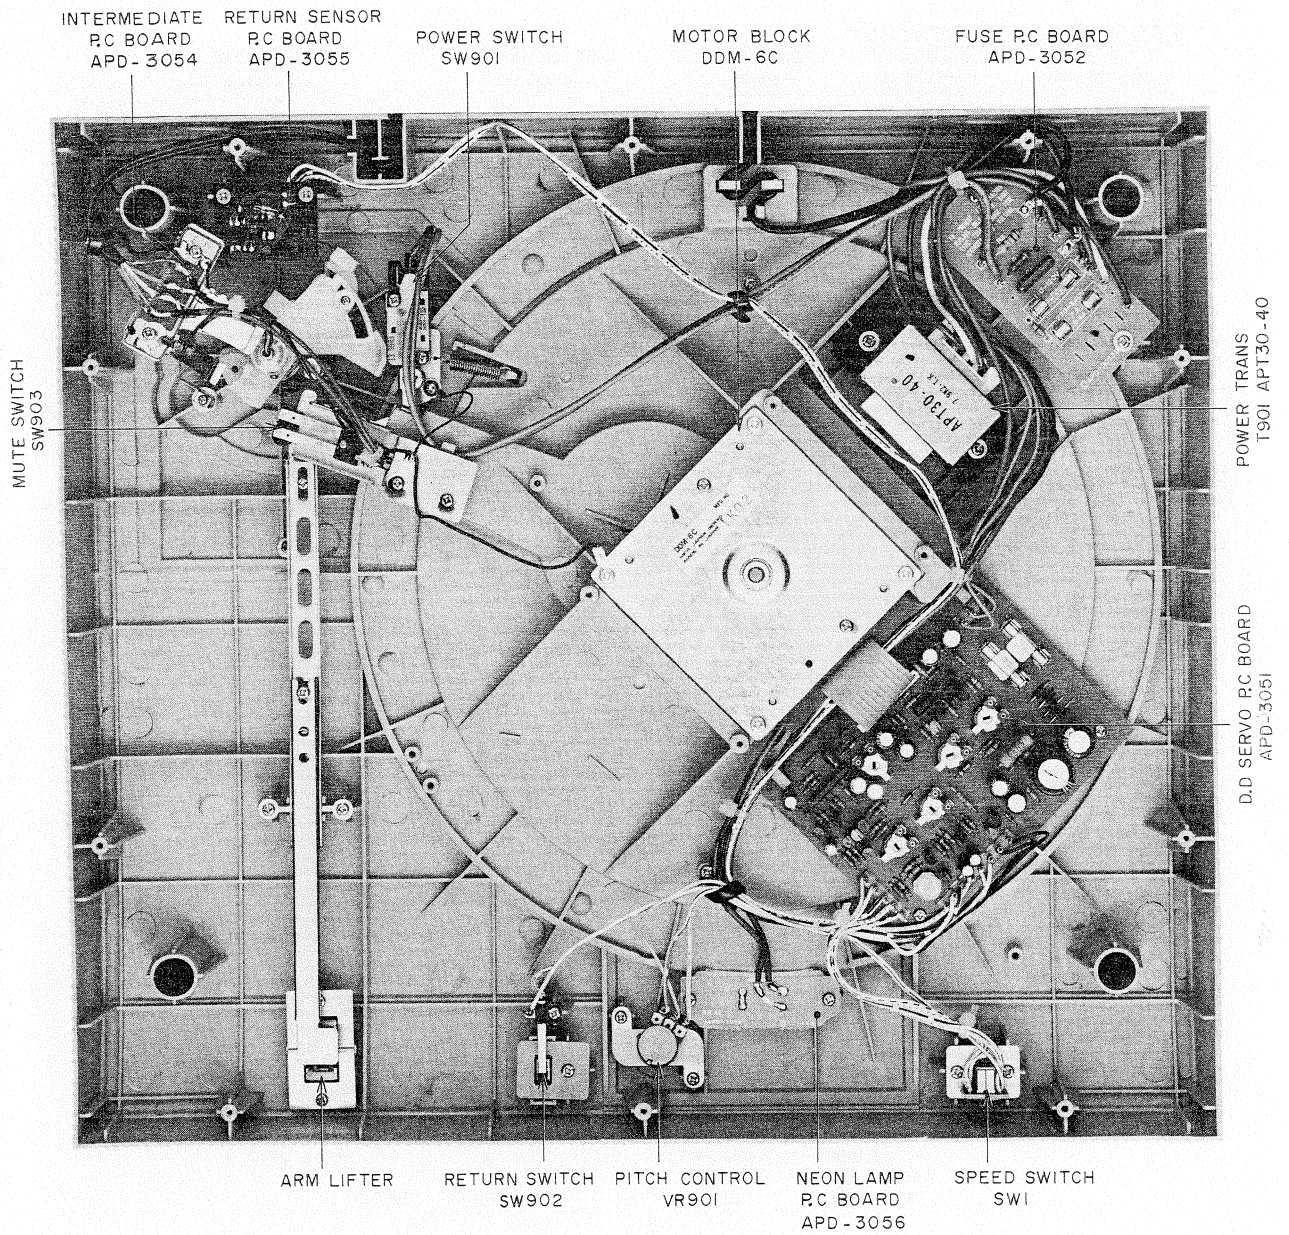 INTERMEDIATE
P.C BOARD
APD-3054
RETURN SENSOR
P.C BOARD
APD-3055
POWER SWITCH
SW901
MOTOR BLOCK
DDM-6C
FUSE P.C BOARD
APD-3052
MUTE SWITCH
SW903
POWER TRANS
T901 APT30-40
APT30-40
DDM-6C
D.D SERVO P.C BOARD
APD-3051
ARM LIFTER
RETURN SWITCH
SW902
PITCH CONTROL
VR901
NEON LAMP
P.C BOARD
APD-3056
SPEED SWITCH
SW1